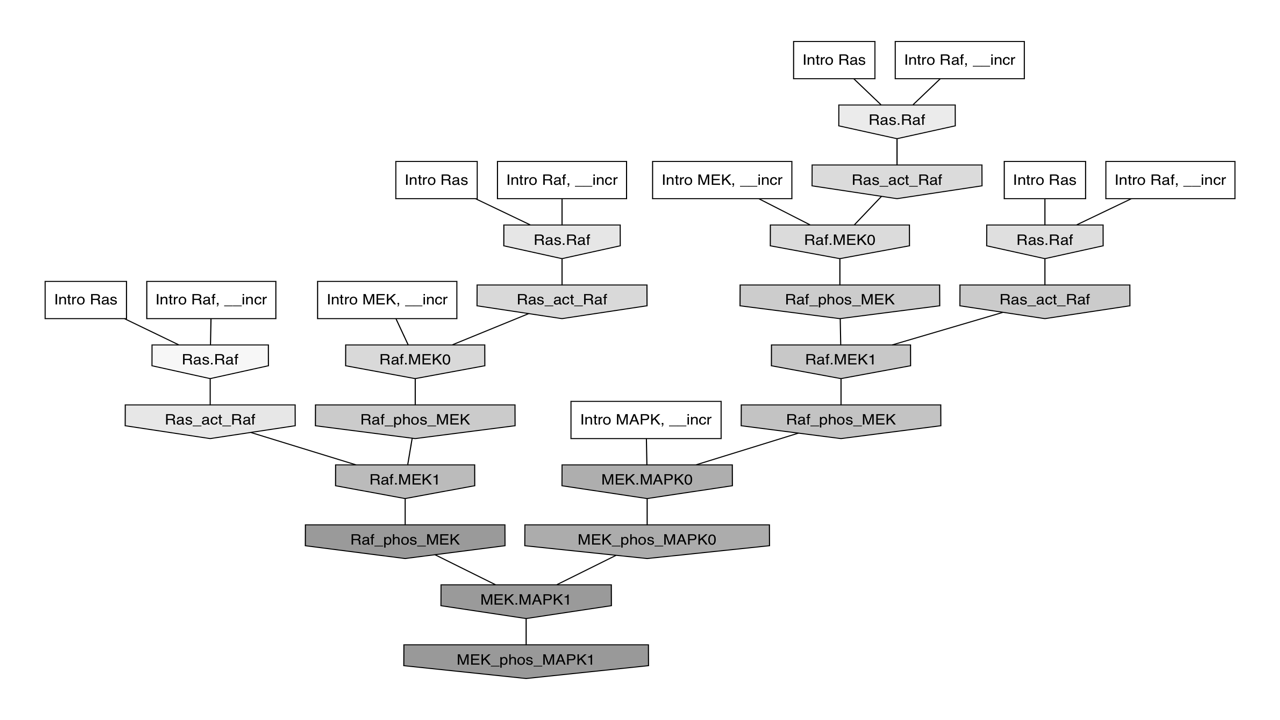 Intro Ras
Intro Raf, __incr
Ras.Raf
Intro Ras
Intro Raf, __incr
Intro MEK, __incr
Ras_act_Raf
Intro Ras
Intro Raf, __incr
Ras.Raf
Raf.MEK0
Ras.Raf
Intro Ras
Intro Raf, __incr
Intro MEK, __incr
Ras_act_Raf
Raf_phos_MEK
Ras_act_Raf
Ras.Raf
Raf.MEK0
Raf.MEK1
Ras_act_Raf
Raf_phos_MEK
Intro MAPK, __incr
Raf_phos_MEK
Raf.MEK1
MEK.MAPK0
Raf_phos_MEK
MEK_phos_MAPK0
MEK.MAPK1
MEK_phos_MAPK1